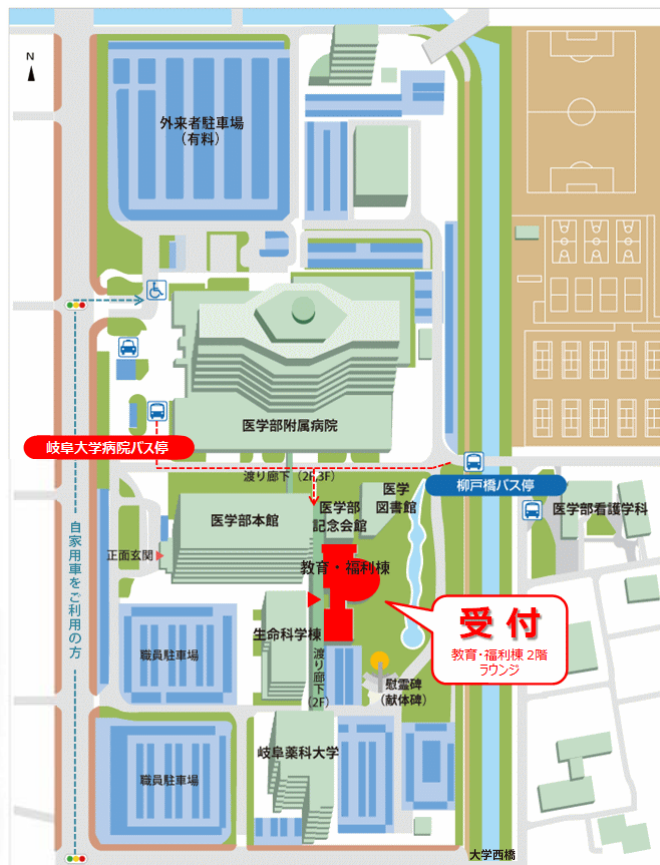 N
外来者駐車場
（有料）
医学部附属病院
岐阜大学病院バス停
渡り廊下（2F,3F）
柳戸橋バス停
医学部本館
医学部
記念会館
医学
図書館
医学部看護学科
正面玄関
教育・福利棟
自家用車をご利用の方
生命科学棟
受付
教育・福利棟 2階
ラウンジ
職員駐車場
渡り廊下
(2F)
慰霊碑
（献体碑）
岐阜薬科大学
職員駐車場
大学西橋